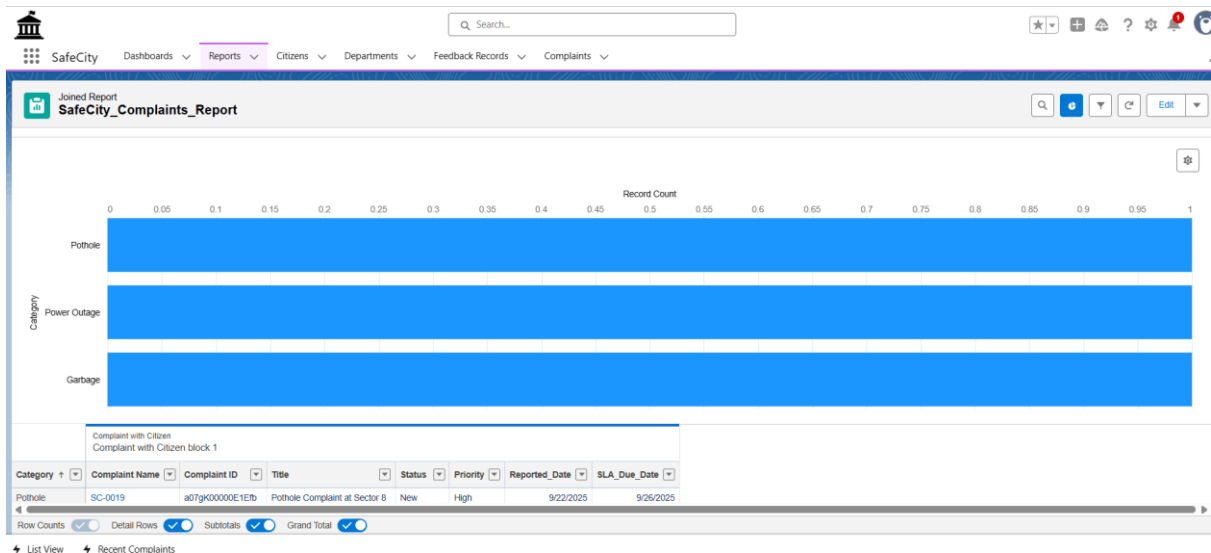 Search...
1
SafeCity Dashboards Reports Citizens Departments Feedback Records Complaints
Joined Report
SafeCity_Complaints_Report
Edit
Record Count
0 0.05 0.1 0.15 0.2 0.25 0.3 0.35 0.4 0.45 0.5 0.55 0.6 0.65 0.7 0.75 0.8 0.85 0.9 0.95 1
Category
Pothole
Power Outage
Garbage
Complaint with Citizen
Complaint with Citizen block 1
Category ↑ Complaint Name Complaint ID Title Status Priority Reported_Date SLA_Due_Date
Pothole SC-0019 a07gK00000E1Efb Pothole Complaint at Sector 8 New High 9/22/2025 9/26/2025
Row Counts Detail Rows Subtotals Grand Total
List View Recent Complaints